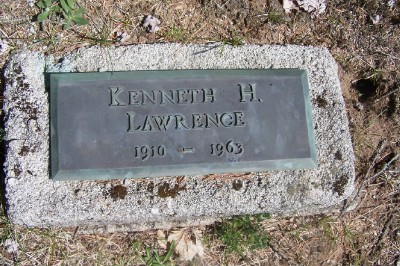 Kenneth H.
Lawrence
1910 – 1963